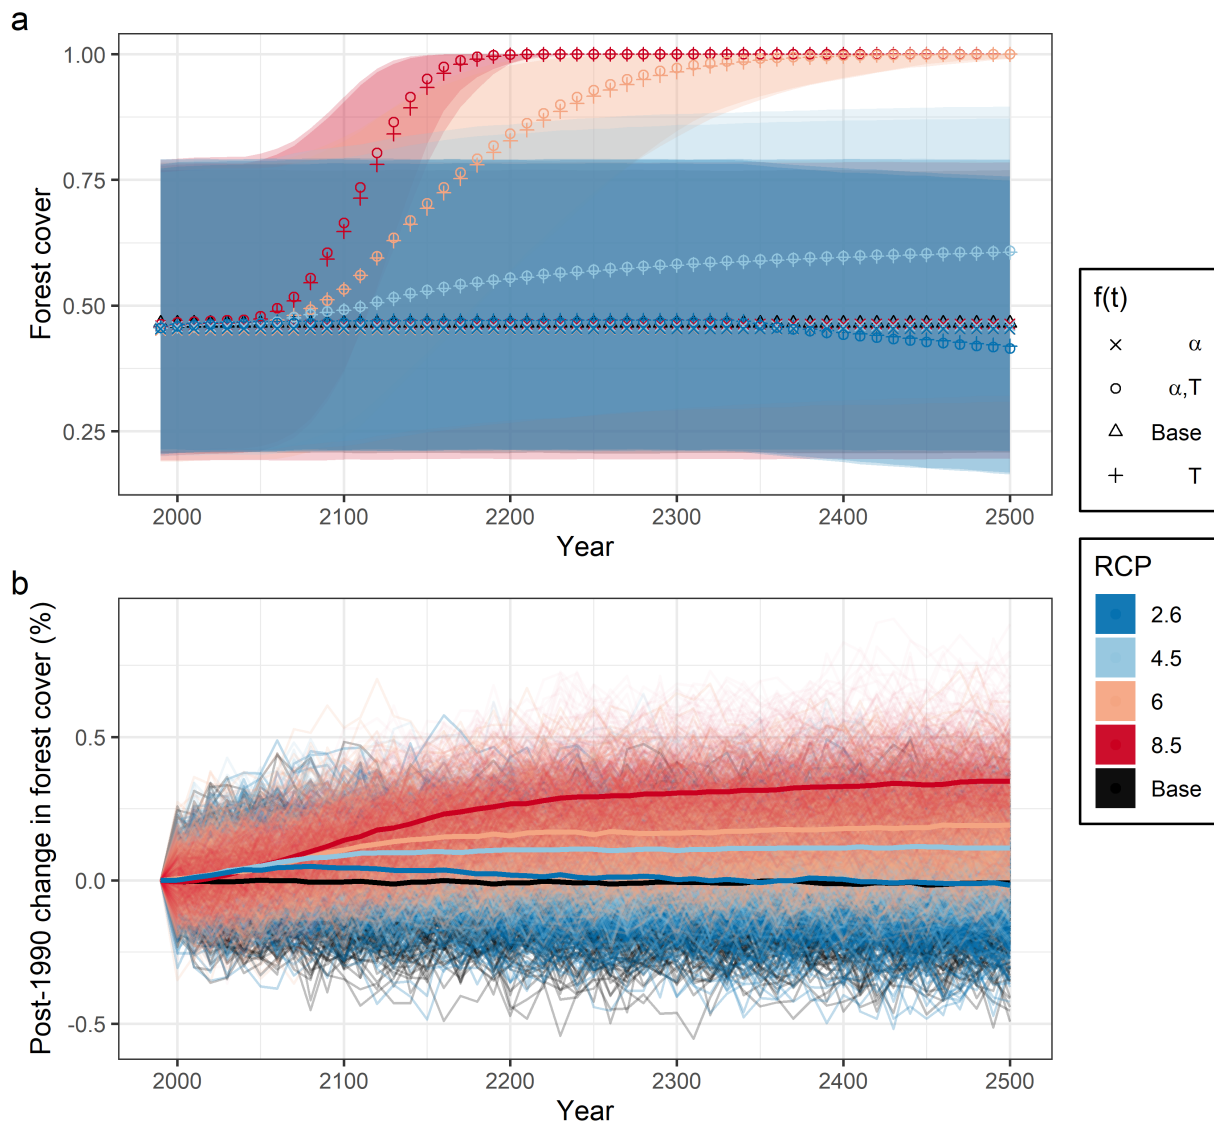 a
1.00
0.75
0.50
0.25
Forest cover
2000 2100 2200 2300 2400 2500
Year
f(t)
α
α,T
Base
T
RCP
2.6
4.5
6
8.5
Base
b
0.5
0.0
-0.5
Post-1990 change in forest cover (%)
2000 2100 2200 2300 2400 2500
Year